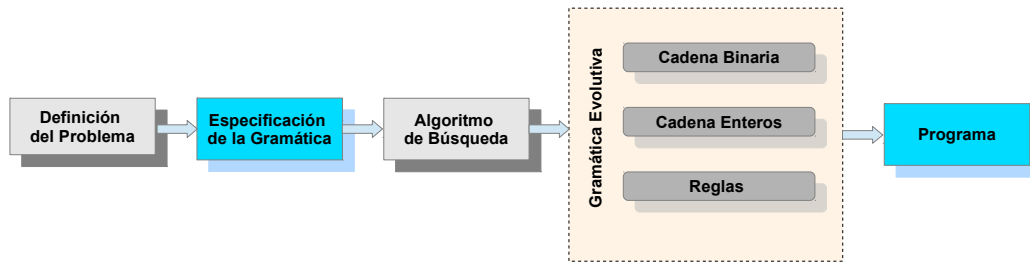 Definición
del Problema
Especificación
de la Gramática
Algoritmo
de Búsqueda
Gramática Evolutiva
Cadena Binaria
Cadena Enteros
Reglas
Programa